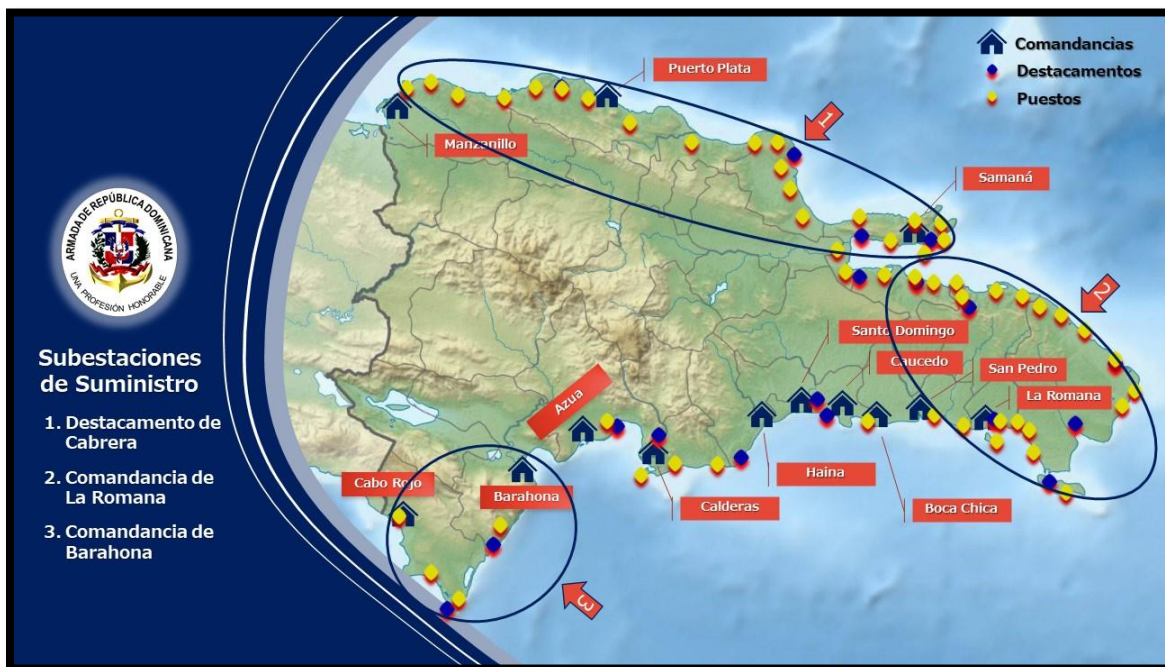 ARMADA DE REPÚBLICA DOMINICANA
UNA PROFESIÓN HONORABLE
Subestaciones
de Suministro
1. Destacamento de
Cabrera
2. Comandancia de
La Romana
3. Comandancia de
Barahona
Comandancias
Destacamentos
Puestos
Puerto Plata
1
Manzanillo
Samaná
2
Santo Domingo
Caucedo
San Pedro
La Romana
Azua
Cabo Rojo
Barahona
Haina
Calderas
Boca Chica
3